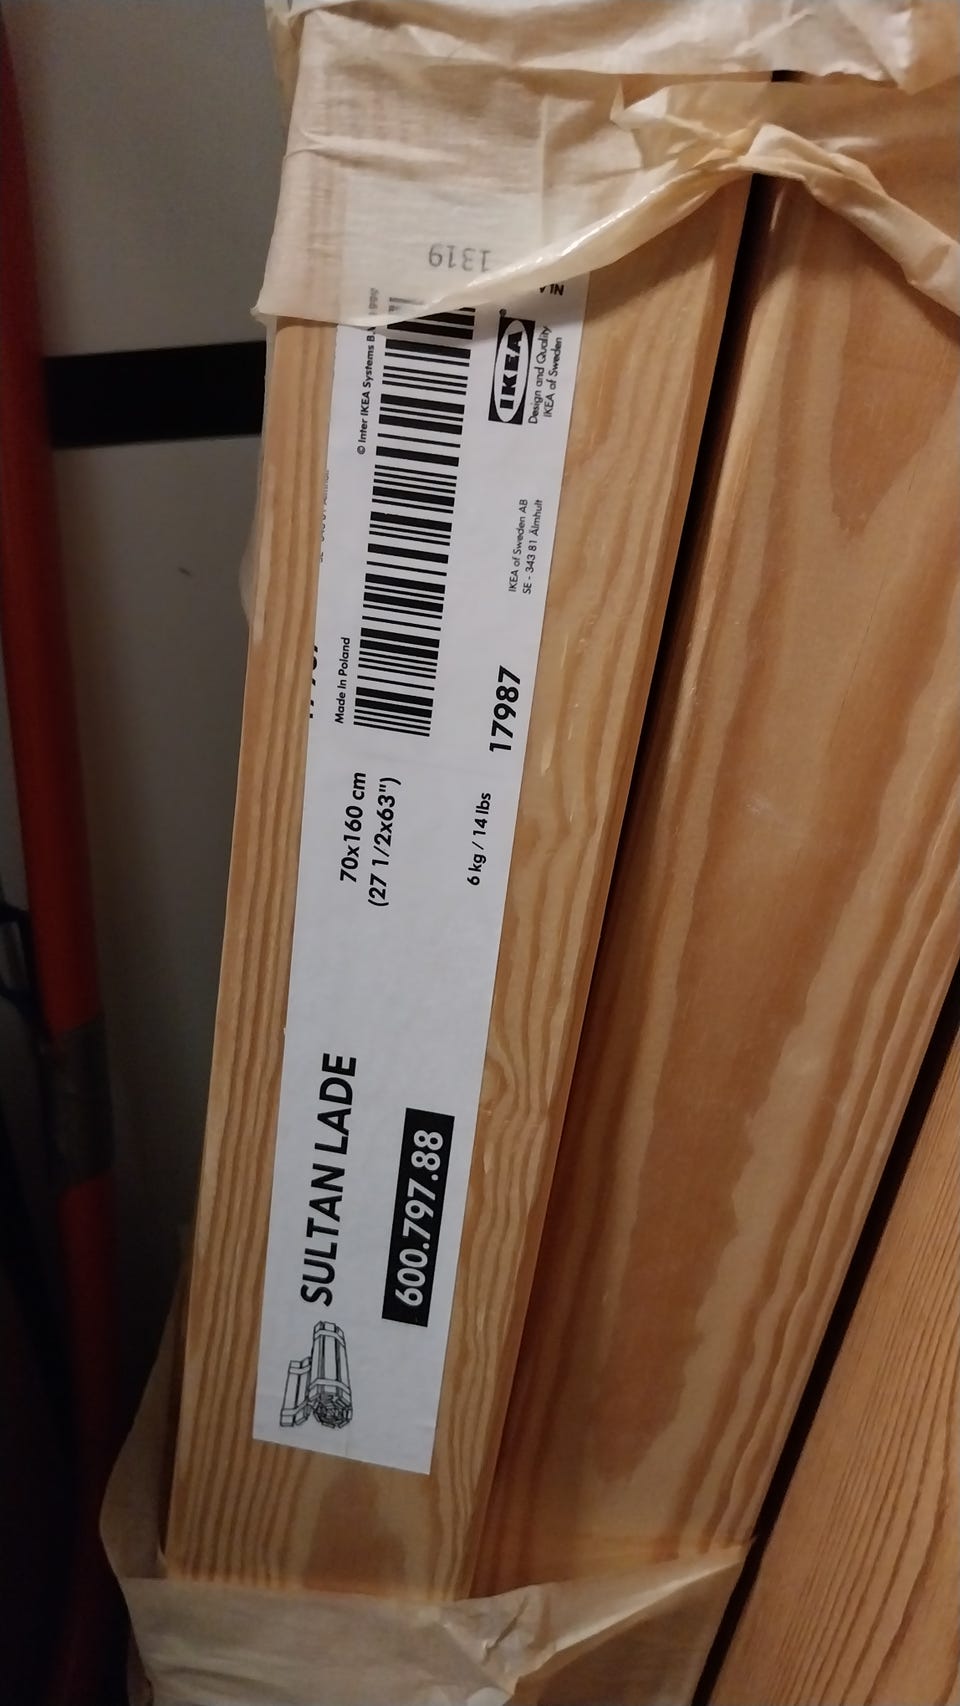 SULTAN LADE
600.797.88
70x160 cm
(27 1/2x63")
6 kg / 14 lbs
Made In Poland
© Inter IKEA Systems B.V. 1999
17987
IKEA of Sweden AB
SE - 343 81 Älmhult
IKEA®
Design and Quality
IKEA of Sweden
1319